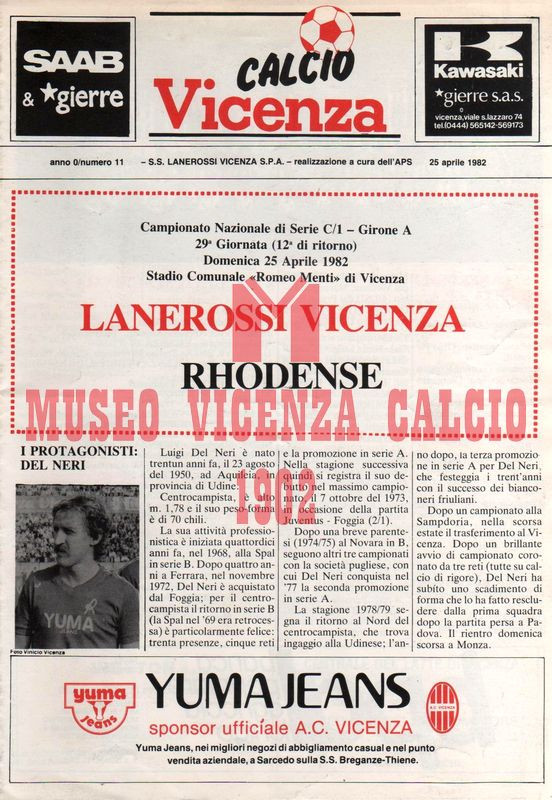 SAAB
& *gierre
CALCIO
Vicenza
Kawasaki
*gierre s.a.s.
vicenza,viale s.lazzaro 74
tel.(0444) 565142-569173
anno 0/numero 11 – S.S. LANEROSSI VICENZA S.P.A. – realizzazione a cura dell'APS 25 aprile 1982
Campionato Nazionale di Serie C/1 – Girone A
29ª Giornata (12ª di ritorno)
Domenica 25 Aprile 1982
Stadio Comunale «Romeo Menti» di Vicenza
LANEROSSI VICENZA
RHODENSE
MUSEO VICENZA CALCIO
1902
I PROTAGONISTI:
DEL NERI
YUMA
Foto Vinicio Vicenza
Luigi Del Neri è nato
trentun anni fa, il 23 agosto
del 1950, ad Aquileia in
provincia di Udine.
Centrocampista, è alto
m. 1,78 e il suo peso forma
è di 70 chili.
La sua attività professio-
nistica è iniziata quattordici
anni fa, nel 1968, alla Spal
in serie B. Dopo quattro an-
ni a Ferrara, nel novembre
1972, Del Neri è acquistato
dal Foggia; per il centro-
campista il ritorno in serie B
(la Spal nel '69 era retroces-
sa) è particolarmente felice:
trenta presenze, cinque reti
e la promozione in serie A.
Nella stagione successiva
quindi si registra il suo de-
butto nel massimo campio-
nato, il 7 ottobre del 1973,
in occasione della partita
Juventus - Foggia (2/1).
Dopo una breve parente-
si (1974/75) al Novara in B,
seguono altri tre campionati
con la società pugliese, con
cui Del Neri conquista nel
'77 la seconda promozione
in serie A.
La stagione 1978/79 se-
gna il ritorno al Nord del
centrocampista, che trova
ingaggio alla Udinese; l'an-
no dopo, la terza promozio-
ne in serie A per Del Neri,
che festeggia i trent'anni
con il successo dei bianco-
neri friulani.
Dopo un campionato alla
Sampdoria, nella scorsa
estate il trasferimento al Vi-
cenza. Dopo un brillante
avvio di campionato coro-
nato da tre reti (tutte su cal-
cio di rigore), Del Neri ha
subìto uno scadimento di
forma che lo ha fatto resclu-
dere dalla prima squadra
dopo la partita persa a Pa-
dova. Il rientro domenica
scorsa a Monza.
yuma
jeans
YUMA JEANS
sponsor ufficiale A.C. VICENZA
A.C. VICENZA
Yuma Jeans, nei migliori negozi di abbigliamento casual e nel punto
vendita aziendale, a Sarcedo sulla S.S. Breganze-Thiene.